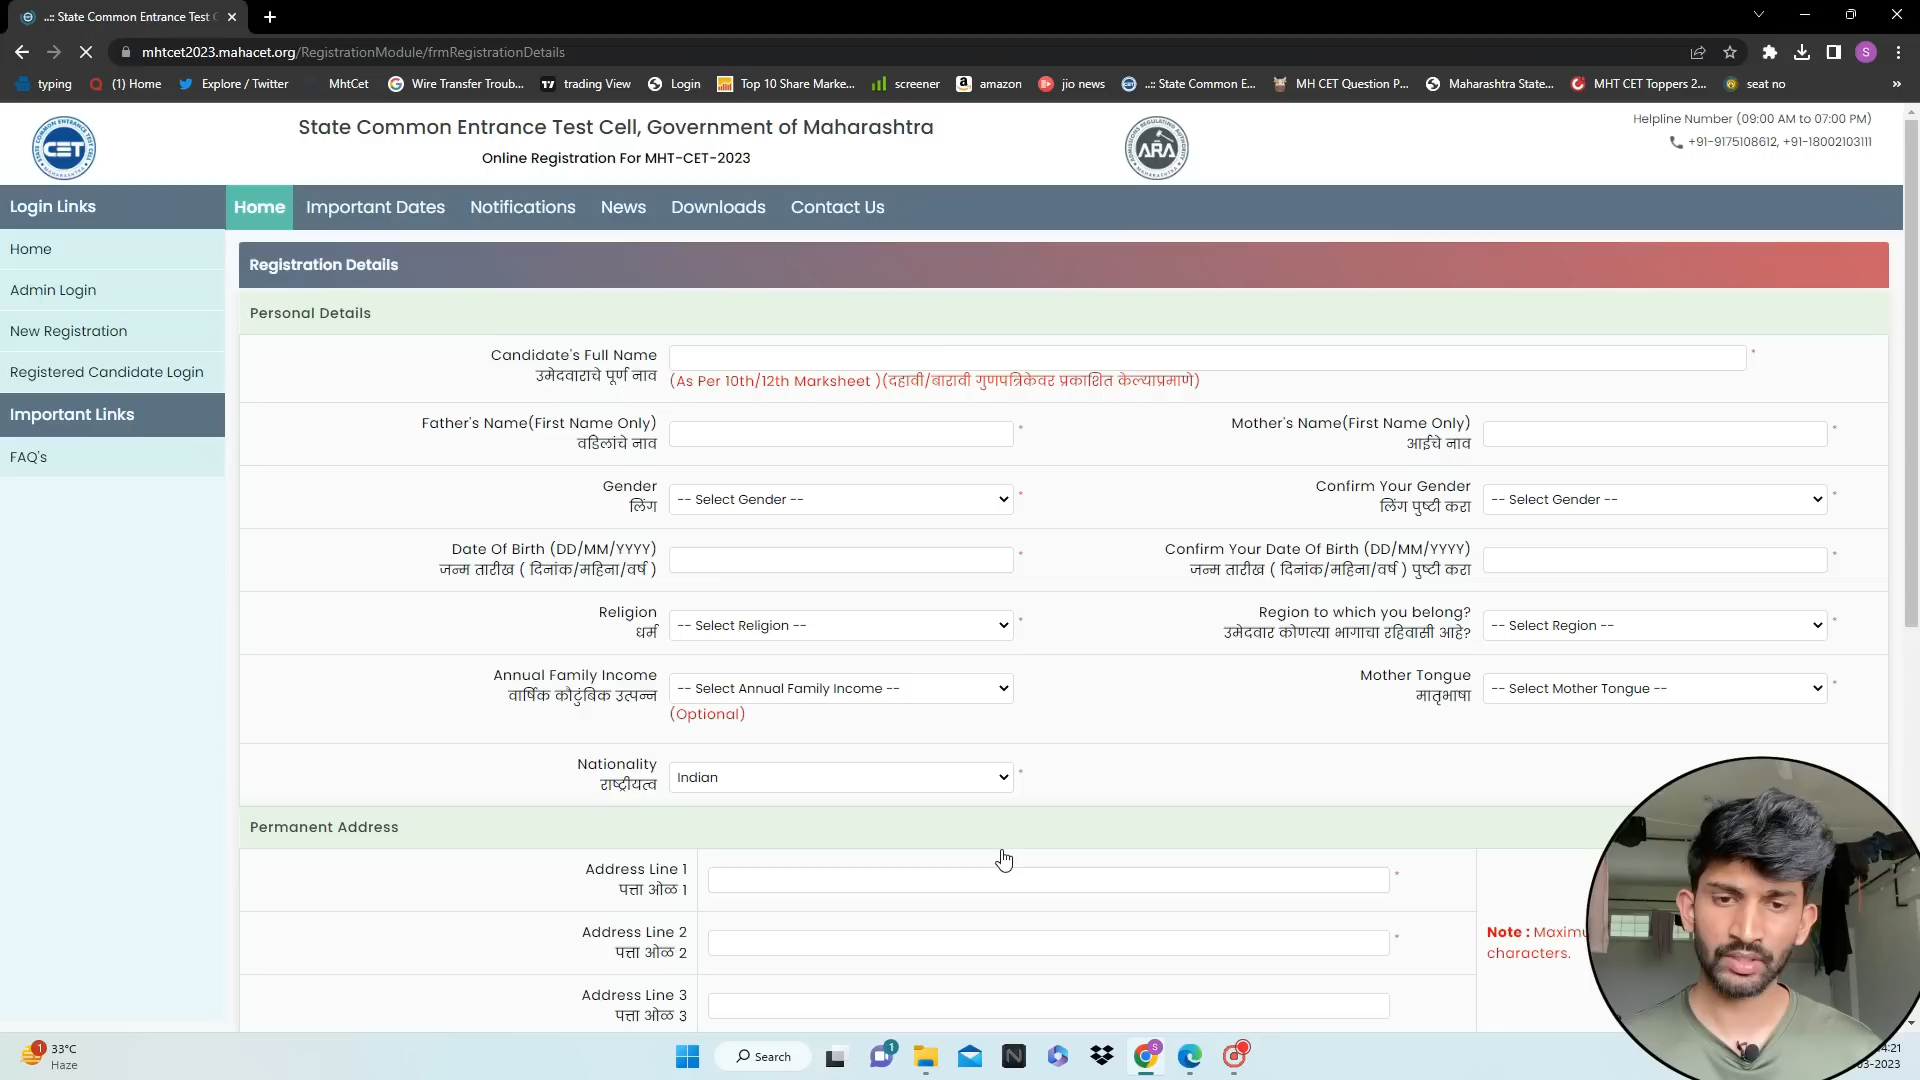 ..:: State Common Entrance Test C
mhtcet2023.mahacet.org/RegistrationModule/frmRegistrationDetails
S
typing
(1) Home
Explore / Twitter
MhtCet
Wire Transfer Troub...
trading View
Login
Top 10 Share Marke...
screener
amazon
jio news
..:: State Common E...
MH CET Question P...
Maharashtra State...
MHT CET Toppers 2...
seat no
»
CET
State Common Entrance Test Cell, Government of Maharashtra
Online Registration For MHT-CET-2023
ARA
Helpline Number (09:00 AM to 07:00 PM)
+91-9175108612, +91-18002103111
Login Links
Home
Important Dates
Notifications
News
Downloads
Contact Us
Home
Admin Login
New Registration
Registered Candidate Login
Important Links
FAQ's
Registration Details
Personal Details
Candidate's Full Name
उमेदवाराचे पूर्ण नाव
*
(As Per 10th/12th Marksheet )(दहावी/बारावी गुणपत्रिकेवर प्रकाशित केल्याप्रमाणे)
Father's Name(First Name Only)
वडिलांचे नाव
*
Mother's Name(First Name Only)
आईचे नाव
*
Gender
लिंग
-- Select Gender --
*
Confirm Your Gender
लिंग पुष्टी करा
-- Select Gender --
*
Date Of Birth (DD/MM/YYYY)
जन्म तारीख ( दिनांक/महिना/वर्ष )
*
Confirm Your Date Of Birth (DD/MM/YYYY)
जन्म तारीख ( दिनांक/महिना/वर्ष ) पुष्टी करा
*
Religion
धर्म
-- Select Religion --
*
Region to which you belong?
उमेदवार कोणत्या भागाचा रहिवासी आहे?
-- Select Region --
*
Annual Family Income
वार्षिक कौटुंबिक उत्पन्न
-- Select Annual Family Income --
(Optional)
Mother Tongue
मातृभाषा
-- Select Mother Tongue --
*
Nationality
राष्ट्रीयत्व
Indian
*
Permanent Address
Address Line 1
पत्ता ओळ 1
*
Address Line 2
पत्ता ओळ 2
*
Address Line 3
पत्ता ओळ 3
Note : Maximu
characters.
1
33°C
Haze
Search
1
S
4:21
03-2023